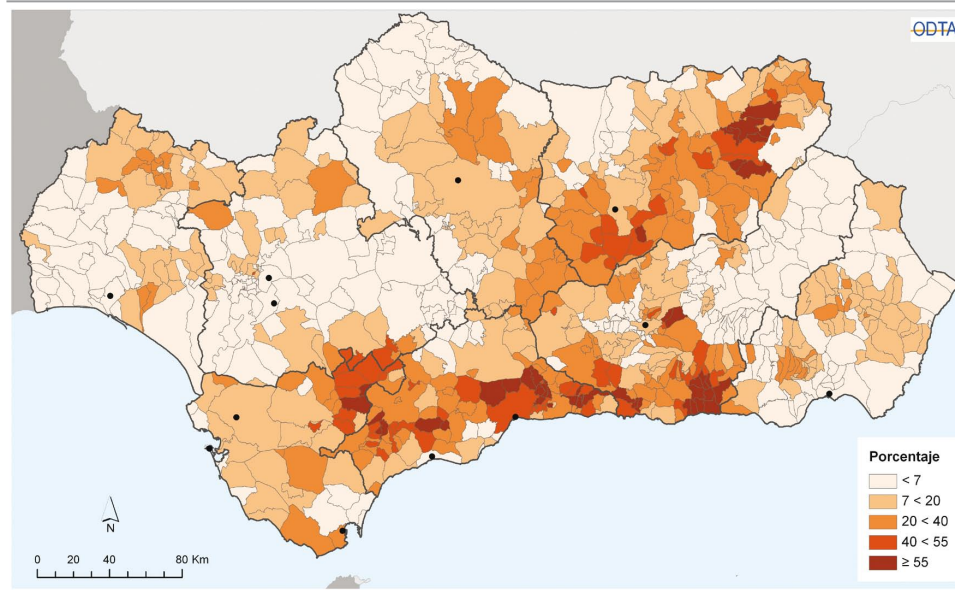 ODTA
N
0 20 40 80 Km
Porcentaje
< 7
7 < 20
20 < 40
40 < 55
≥ 55